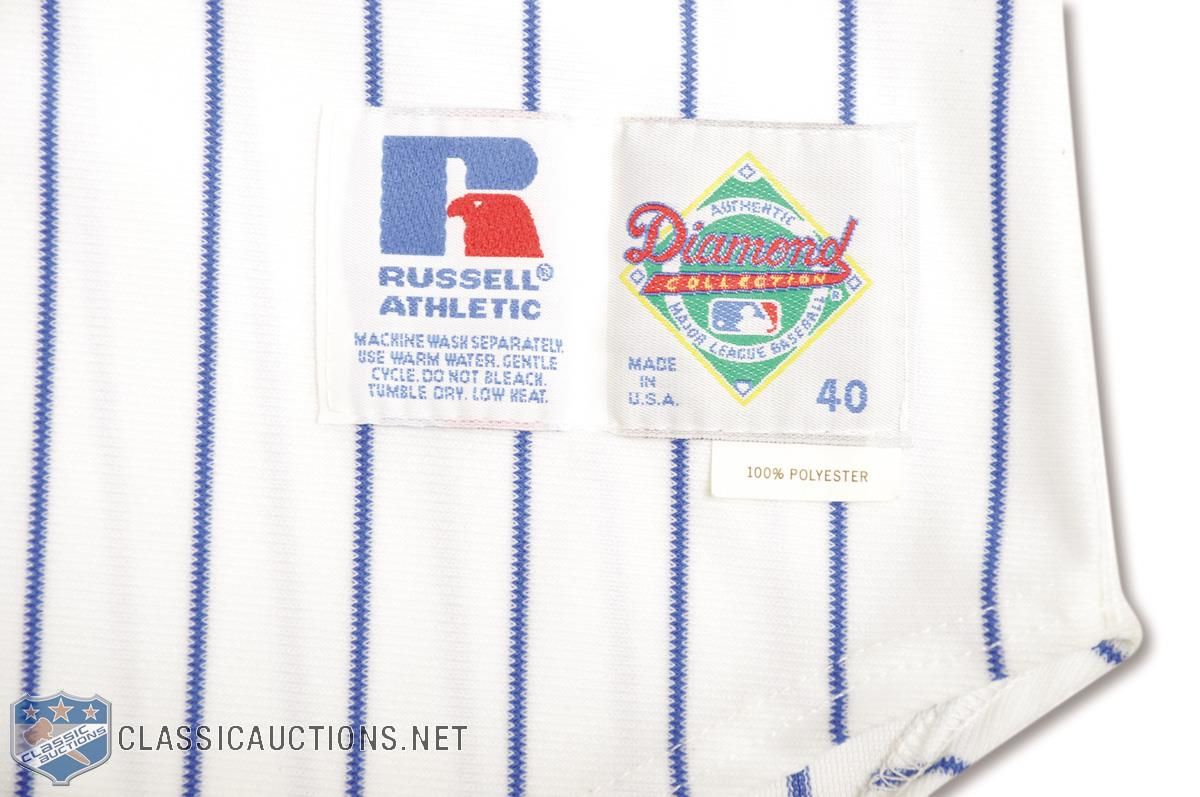 RUSSELL®
ATHLETIC
MACHINE WASH SEPARATELY.
USE WARM WATER. GENTLE
CYCLE. DO NOT BLEACH.
TUMBLE DRY. LOW HEAT.
AUTHENTIC
Diamond
COLLECTION
®
MAJOR LEAGUE BASEBALL
MADE
IN
U.S.A.
40
100% POLYESTER
CLASSIC
AUCTIONS
CLASSICAUCTIONS.NET